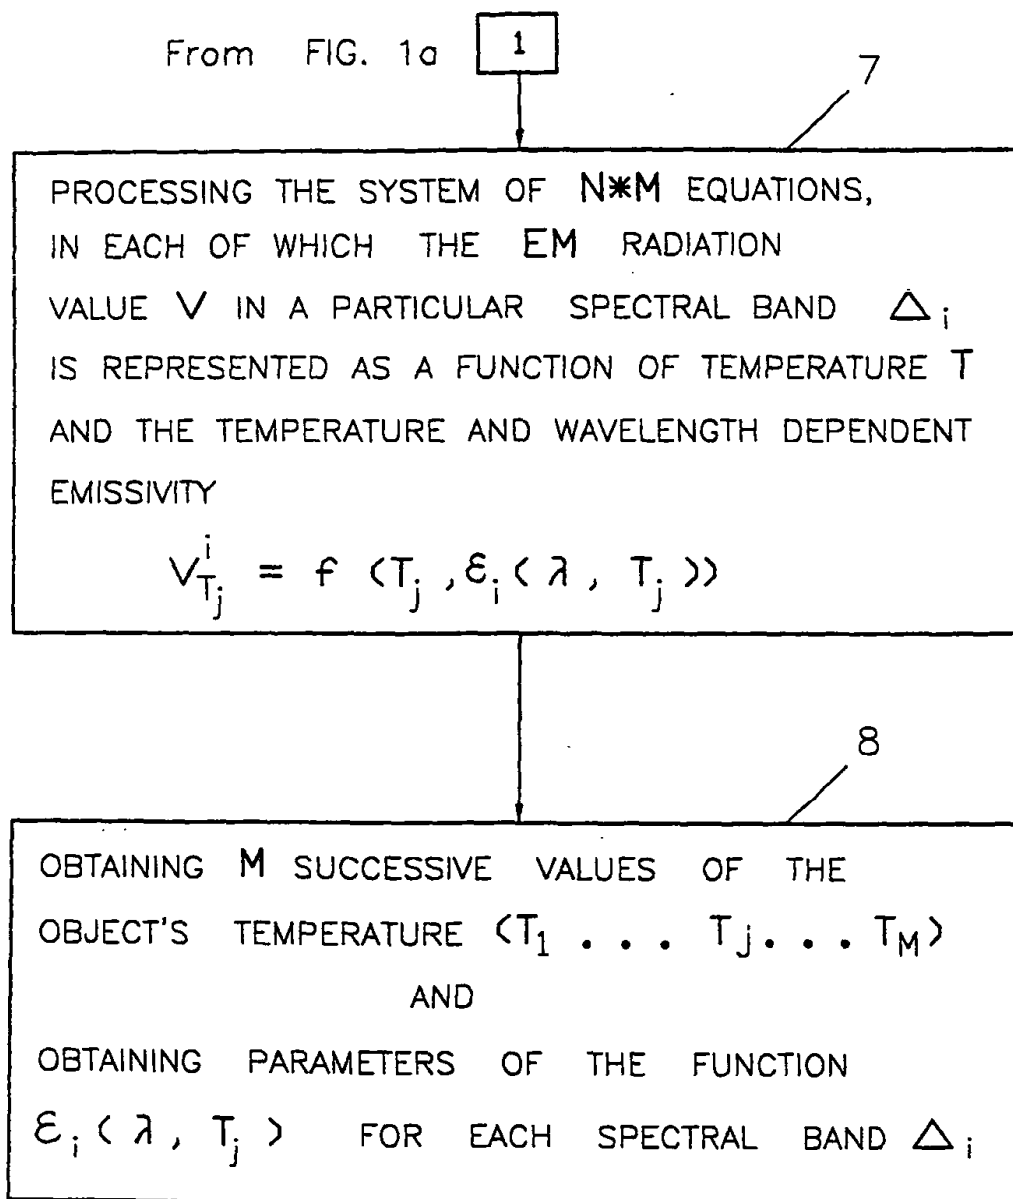 From FIG. 1a 1
7
PROCESSING THE SYSTEM OF N*M EQUATIONS,
IN EACH OF WHICH THE EM RADIATION
VALUE V IN A PARTICULAR SPECTRAL BAND Δi
IS REPRESENTED AS A FUNCTION OF TEMPERATURE T
AND THE TEMPERATURE AND WAVELENGTH DEPENDENT
EMISSIVITY
V^i_Tj = f (Tj, εi(λ, Tj))
8
OBTAINING M SUCCESSIVE VALUES OF THE
OBJECT'S TEMPERATURE (T1 . . . Tj. . . TM)
AND
OBTAINING PARAMETERS OF THE FUNCTION
εi(λ, Tj) FOR EACH SPECTRAL BAND Δi